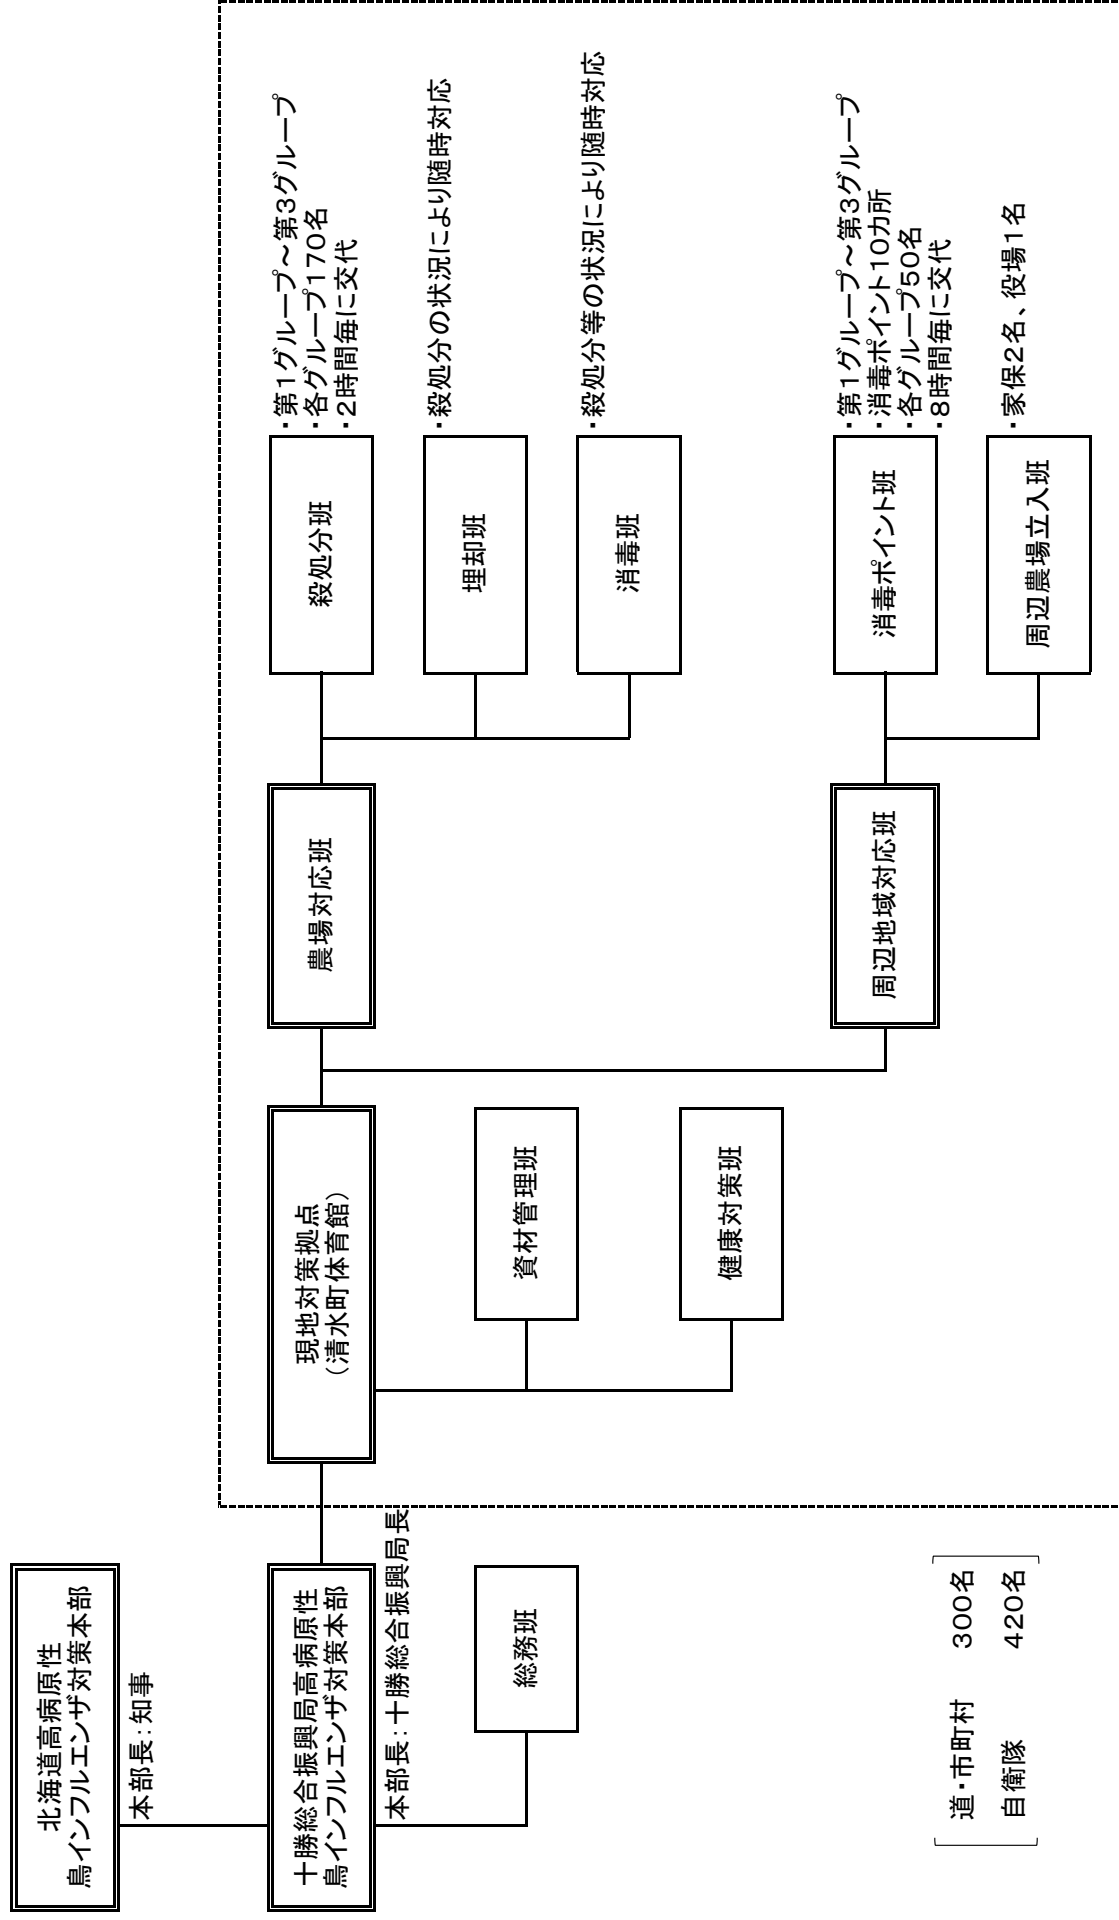 北海道高病原性
鳥インフルエンザ対策本部
本部長：知事
十勝総合振興局高病原性
鳥インフルエンザ対策本部
本部長：十勝総合振興局長
総務班
現地対策拠点
（清水町体育館）
資材管理班
健康対策班
農場対応班
殺処分班
・第1グループ～第3グループ
・各グループ170名
・2時間毎に交代
埋却班
・殺処分の状況により随時対応
消毒班
・殺処分等の状況により随時対応
周辺地域対応班
消毒ポイント班
・第1グループ～第3グループ
・消毒ポイント10カ所
・各グループ50名
・8時間毎に交代
周辺農場立入班
・家保2名、役場1名
道・市町村 300名
自衛隊 420名